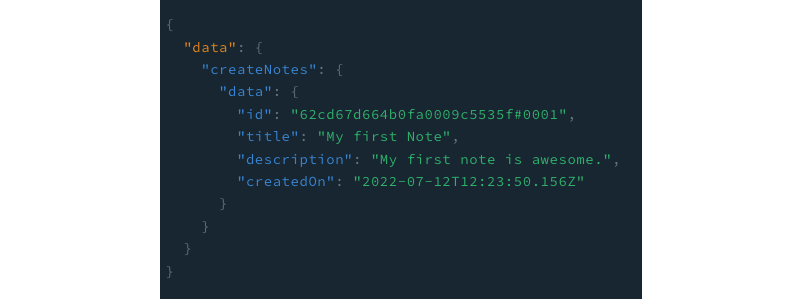 {
"data": {
"createNotes": {
"data": {
"id": "62cd67d664b0fa0009c5535f#0001",
"title": "My first Note",
"description": "My first note is awesome.",
"createdOn": "2022-07-12T12:23:50.156Z"
}
}
}
}